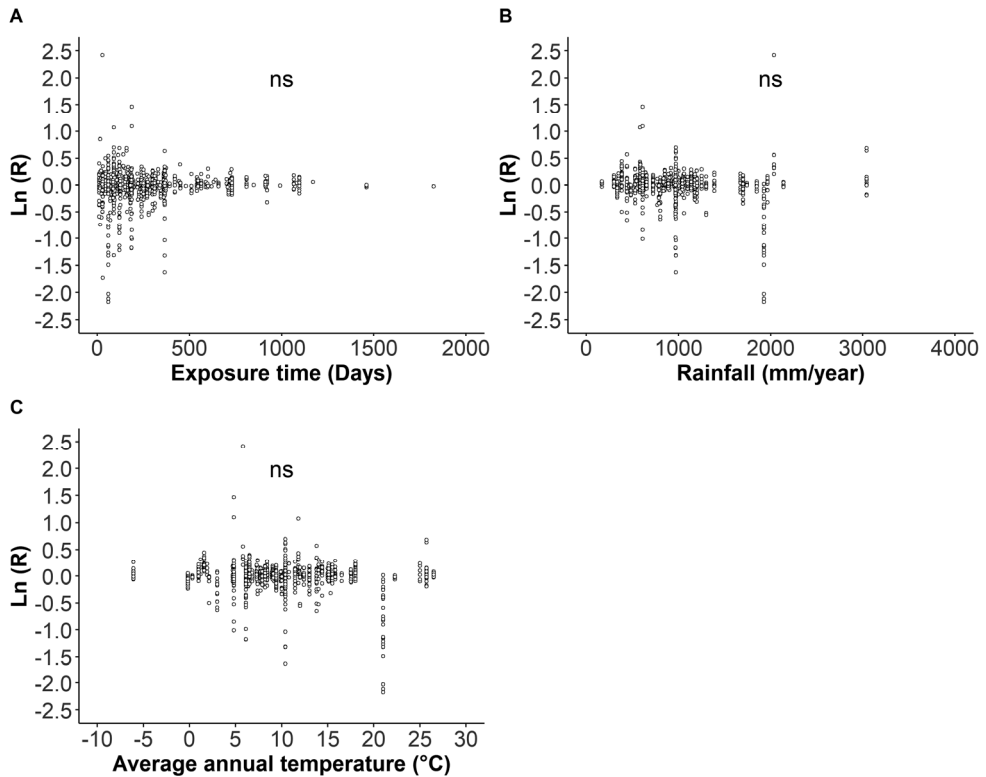 A
2.5
2.0
1.5
1.0
0.5
0.0
-0.5
-1.0
-1.5
-2.0
-2.5
Ln (R)
ns
0 500 1000 1500 2000
Exposure time (Days)
B
2.5
2.0
1.5
1.0
0.5
0.0
-0.5
-1.0
-1.5
-2.0
-2.5
Ln (R)
ns
0 1000 2000 3000 4000
Rainfall (mm/year)
C
2.5
2.0
1.5
1.0
0.5
0.0
-0.5
-1.0
-1.5
-2.0
-2.5
Ln (R)
ns
-10 -5 0 5 10 15 20 25 30
Average annual temperature (°C)